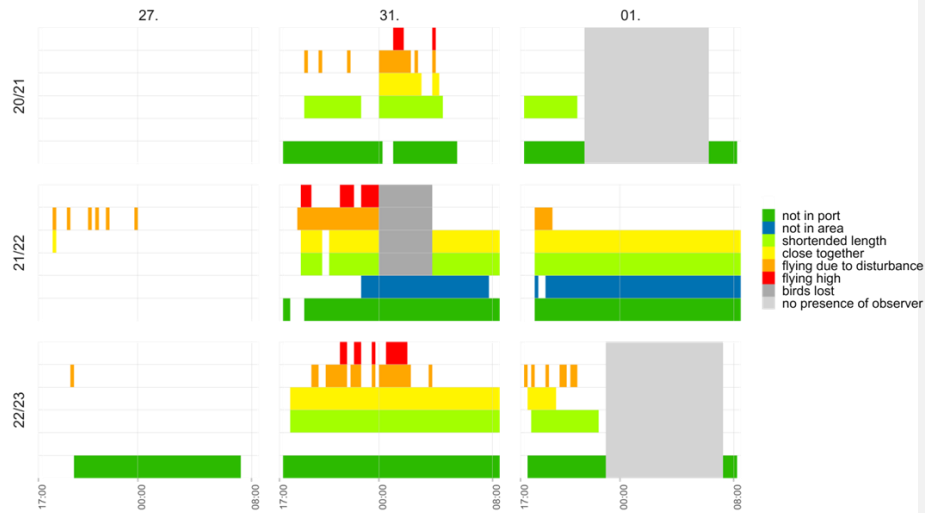 27.
31.
01.
20/21
21/22
22/23
not in port
not in area
shortended length
close together
flying due to disturbance
flying high
birds lost
no presence of observer
17:00
00:00
08:00
17:00
00:00
08:00
17:00
00:00
08:00